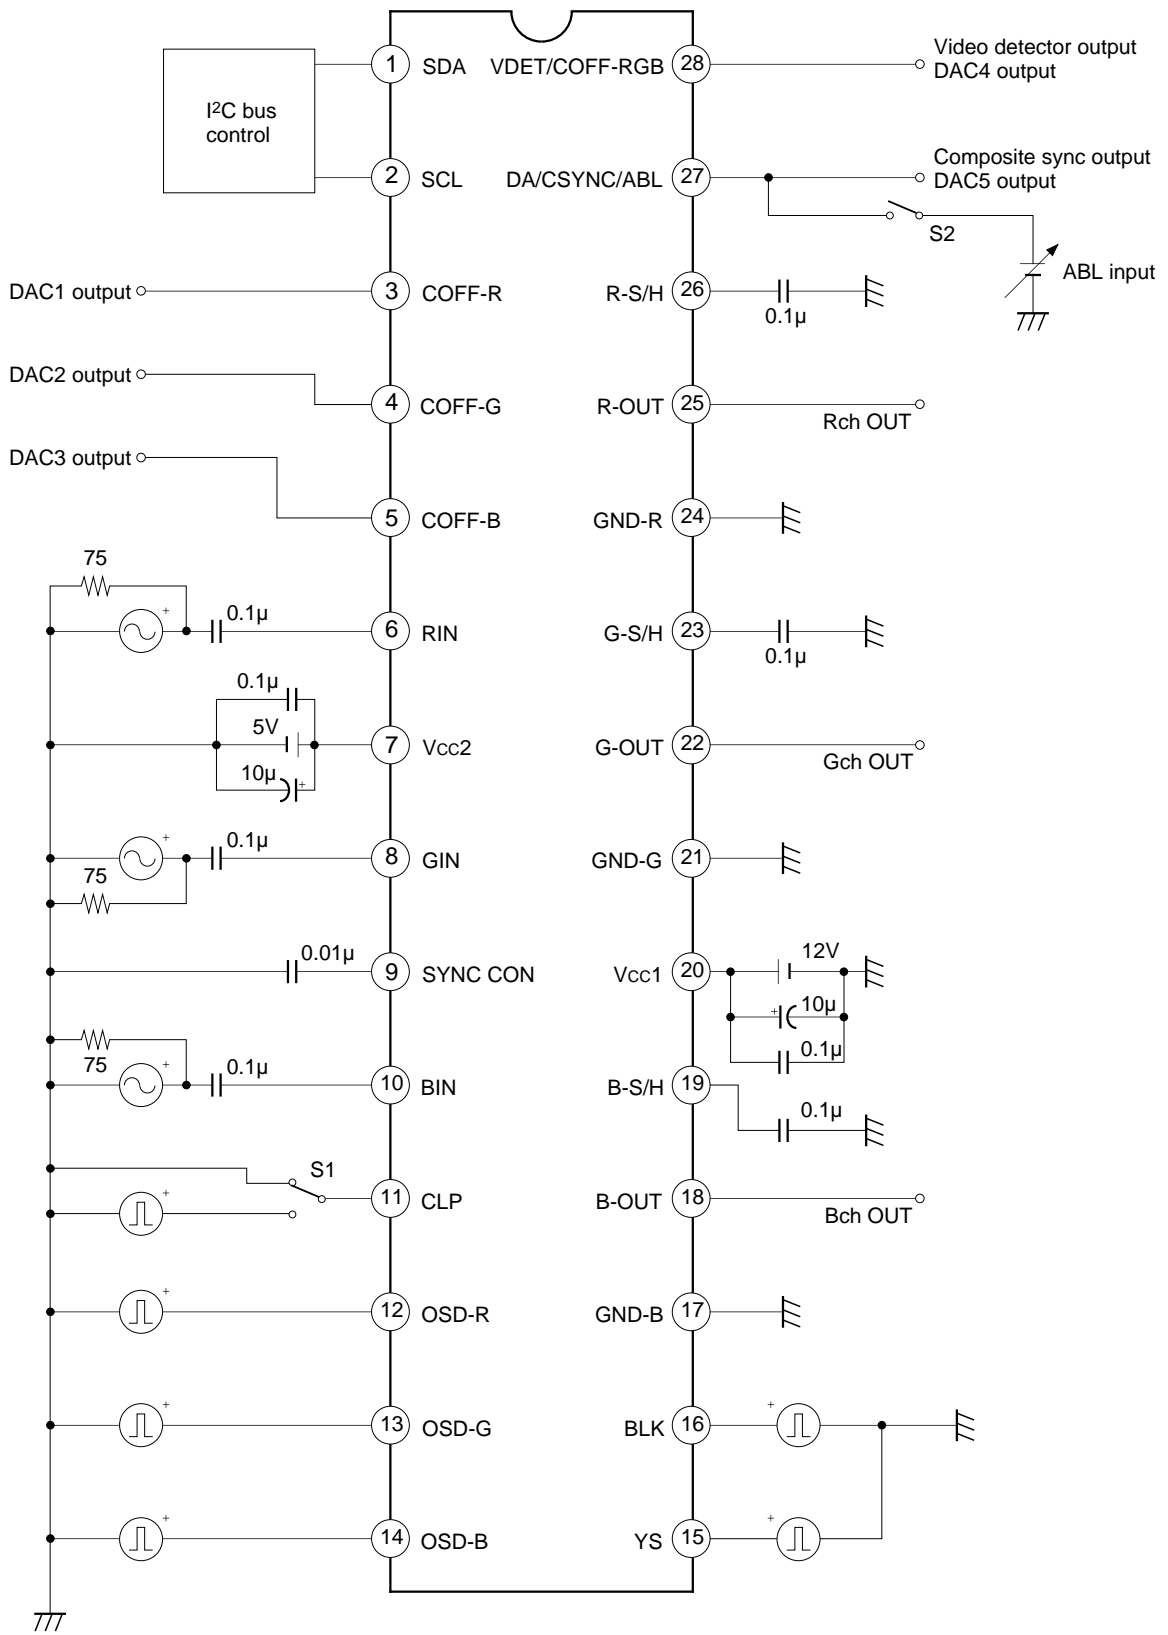 1 SDA VDET/COFF-RGB 28
Video detector output
DAC4 output
I2C bus
control
2 SCL DA/CSYNC/ABL 27
Composite sync output
DAC5 output
S2
ABL input
DAC1 output 3 COFF-R R-S/H 26
0.1µ
DAC2 output 4 COFF-G R-OUT 25
Rch OUT
DAC3 output 5 COFF-B GND-R 24
75
0.1µ 6 RIN G-S/H 23
0.1µ
0.1µ
5V 7 VCC2 G-OUT 22
Gch OUT
10µ
0.1µ 8 GIN GND-G 21
75
0.01µ 9 SYNC CON VCC1 20 12V
10µ
0.1µ
75
0.1µ 10 BIN B-S/H 19
0.1µ
S1
11 CLP B-OUT 18
Bch OUT
12 OSD-R GND-B 17
13 OSD-G BLK 16
14 OSD-B YS 15